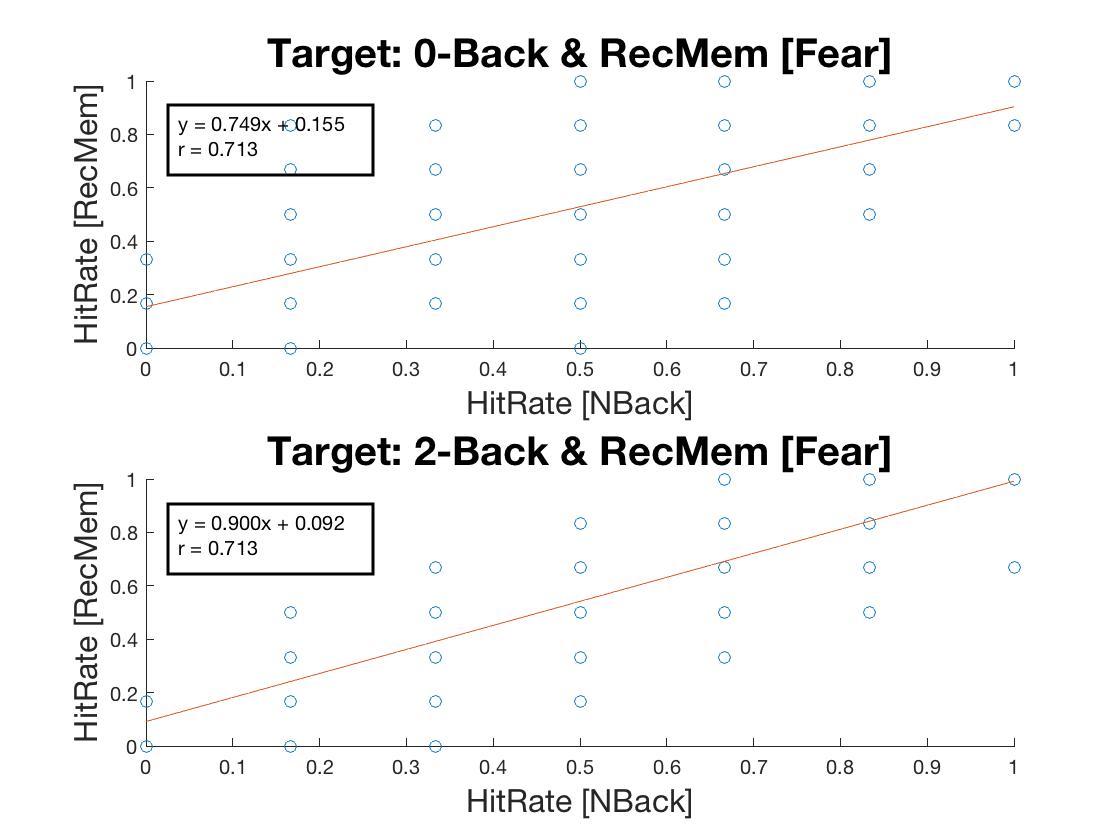 Target: 0-Back & RecMem [Fear]
1
0.8
0.6
0.4
0.2
0
HitRate [RecMem]
y = 0.749x + 0.155
r = 0.713
0 0.1 0.2 0.3 0.4 0.5 0.6 0.7 0.8 0.9 1
HitRate [NBack]
Target: 2-Back & RecMem [Fear]
1
0.8
0.6
0.4
0.2
0
HitRate [RecMem]
y = 0.900x + 0.092
r = 0.713
0 0.1 0.2 0.3 0.4 0.5 0.6 0.7 0.8 0.9 1
HitRate [NBack]